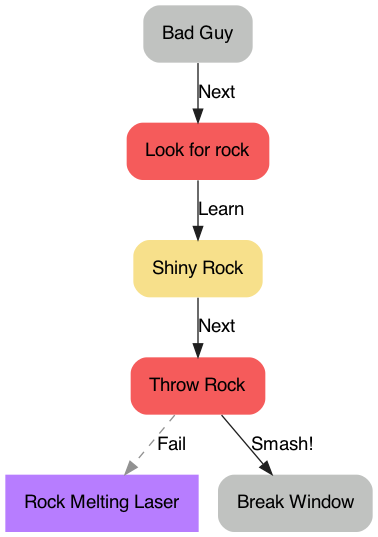 Bad Guy
Next
Look for rock
Learn
Shiny Rock
Next
Throw Rock
Fail
Smash!
Rock Melting Laser
Break Window